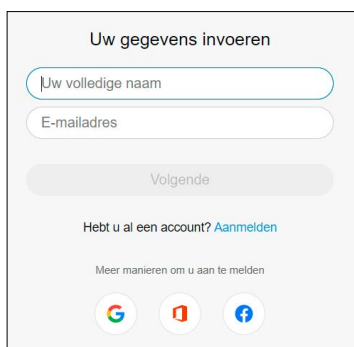 Uw gegevens invoeren
Uw volledige naam
E-mailadres
Volgende
Hebt u al een account? Aanmelden
Meer manieren om u aan te melden